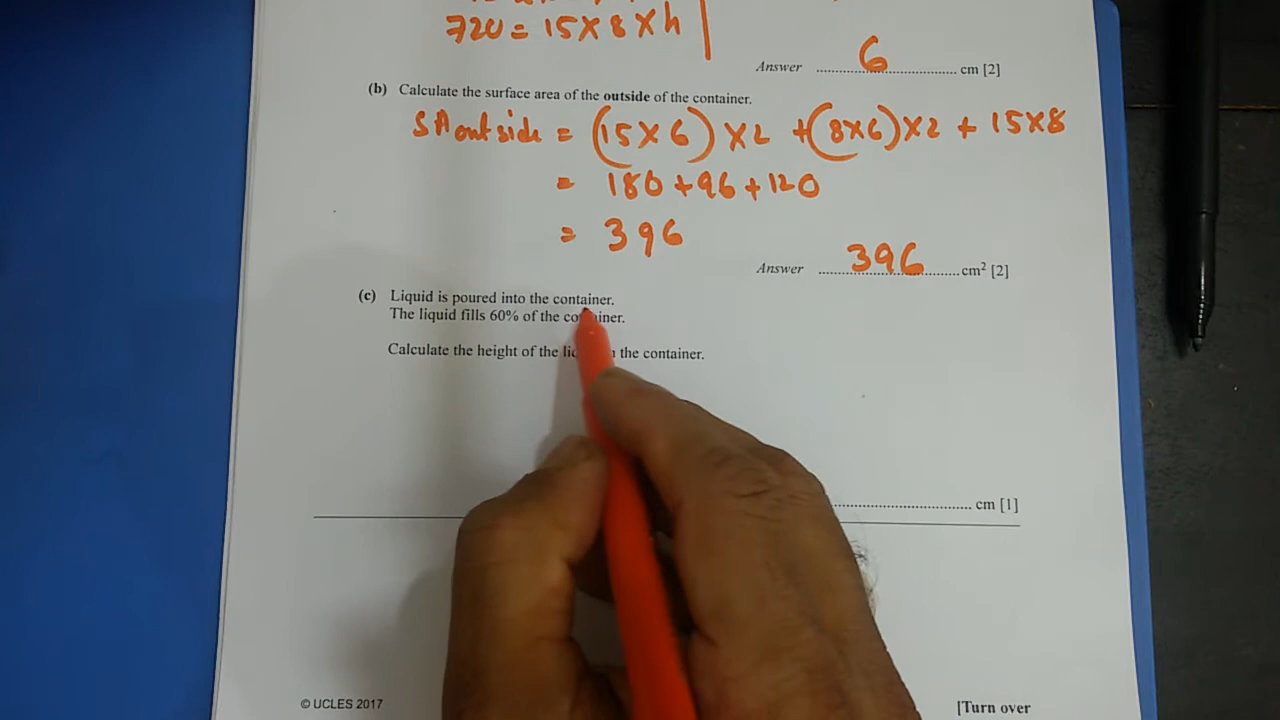 720 = 15 x 8 x h
6
Answer ........................................ cm [2]
(b) Calculate the surface area of the outside of the container.
SA outside = (15 x 6) x 2 + (8x6) x 2 + 15 x 8
= 180 + 96 + 120
= 396
396
Answer ........................................ cm² [2]
(c) Liquid is poured into the container.
The liquid fills 60% of the container.
Calculate the height of the the container.
........................................ cm [1]
© UCLES 2017
[Turn over